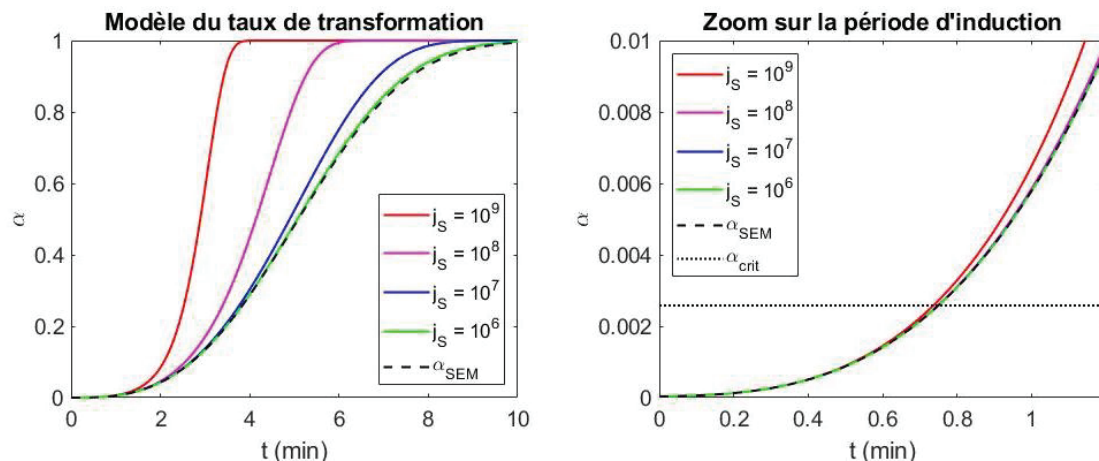 Modèle du taux de transformation
1
0.8
0.6
0.4
0.2
0
α
0 2 4 6 8 10
t (min)
j_S = 10^9
j_S = 10^8
j_S = 10^7
j_S = 10^6
α_SEM
Zoom sur la période d'induction
0.01
0.008
0.006
0.004
0.002
0
α
0 0.2 0.4 0.6 0.8 1
t (min)
j_S = 10^9
j_S = 10^8
j_S = 10^7
j_S = 10^6
α_SEM
α_crit